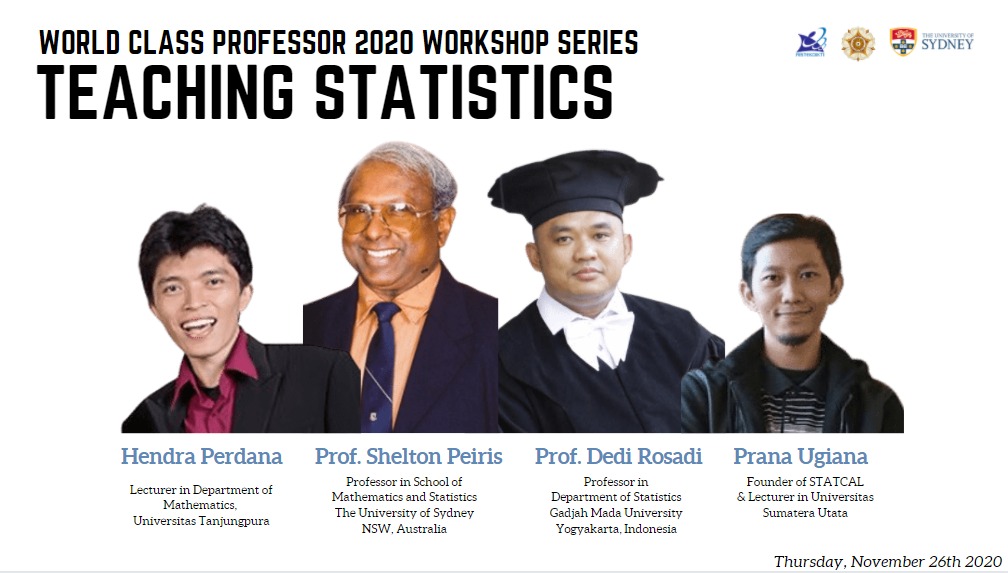 WORLD CLASS PROFESSOR 2020 WORKSHOP SERIES
TEACHING STATISTICS
THE UNIVERSITY OF
SYDNEY
Hendra Perdana
Lecturer in Department of
Mathematics,
Universitas Tanjungpura
Prof. Shelton Peiris
Professor in School of
Mathematics and Statistics
The University of Sydney
NSW, Australia
Prof. Dedi Rosadi
Professor in
Department of Statistics
Gadjah Mada University
Yogyakarta, Indonesia
Prana Ugiana
Founder of STATCAL
& Lecturer in Universitas
Sumatera Utata
Thursday, November 26th 2020